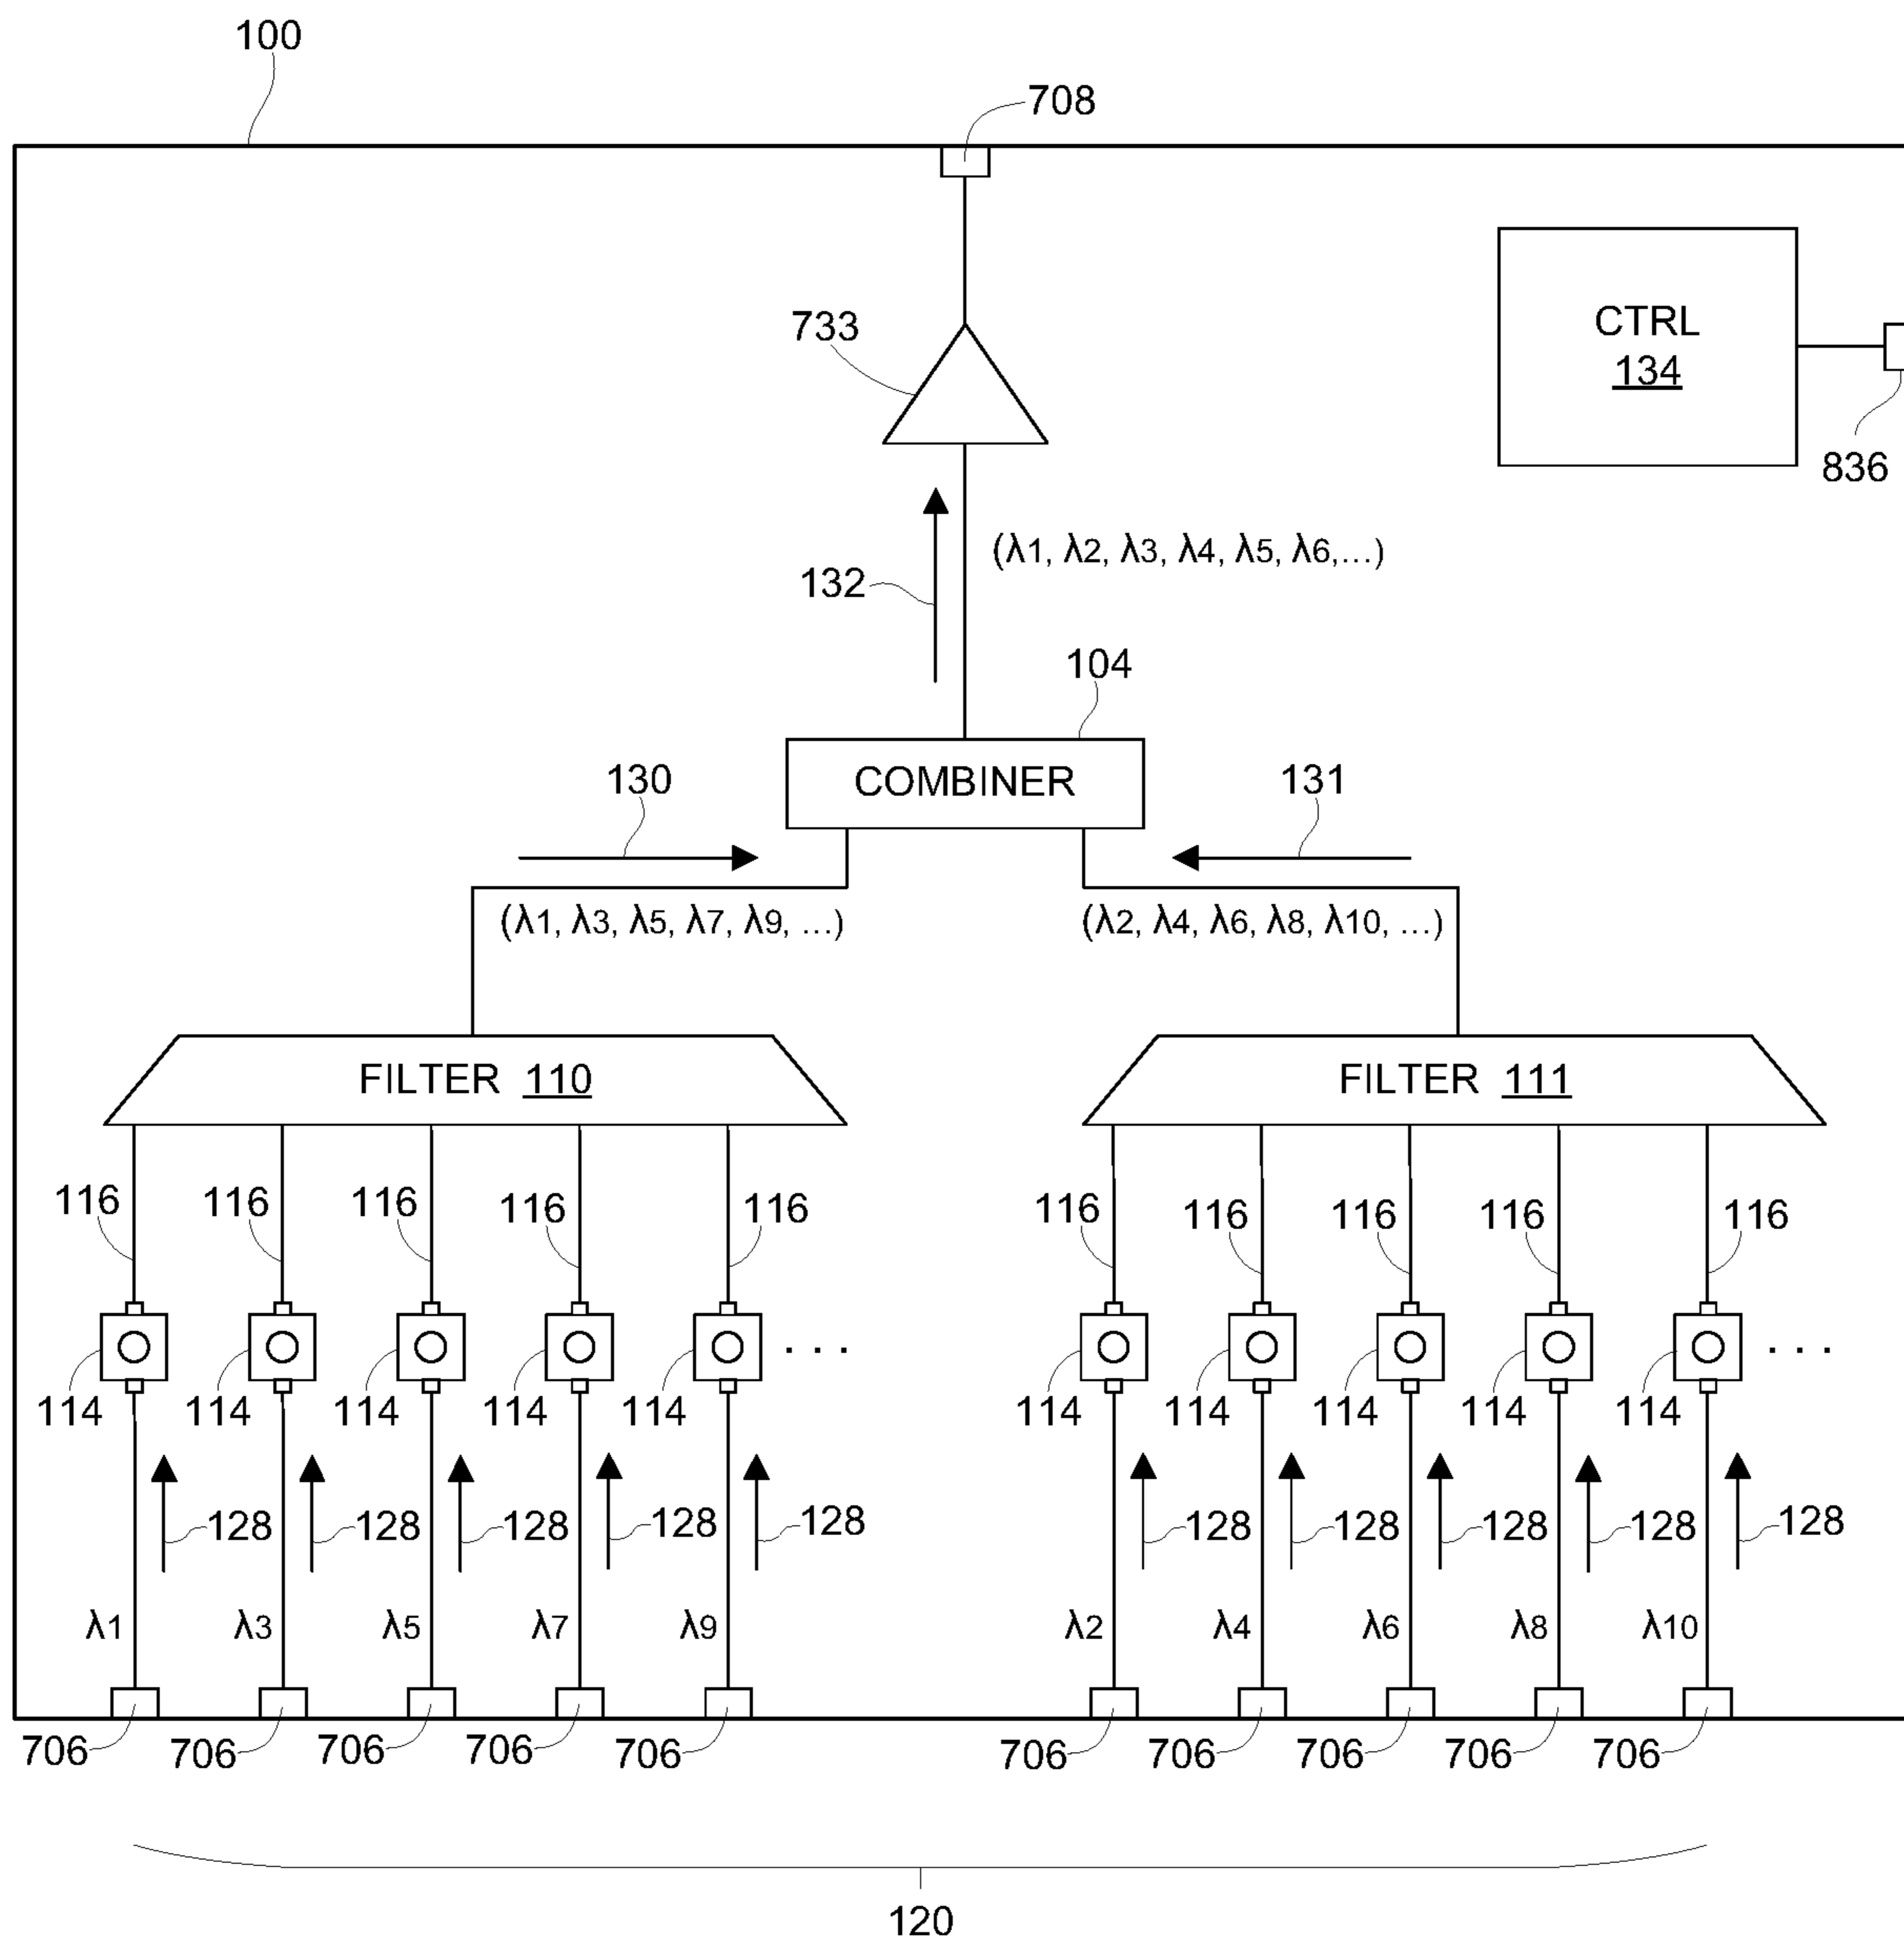 100
708
733
CTRL
134
836
(λ1, λ2, λ3, λ4, λ5, λ6,...)
132
104
COMBINER
130
131
(λ1, λ3, λ5, λ7, λ9, ...)
(λ2, λ4, λ6, λ8, λ10, ...)
FILTER 110
FILTER 111
116 116 116 116 116 116 116 116 116 116
. . . . . .
114 114 114 114 114 114 114 114 114 114
128 128 128 128 128 128 128 128 128 128
λ1 λ3 λ5 λ7 λ9 λ2 λ4 λ6 λ8 λ10
706 706 706 706 706 706 706 706 706 706
120